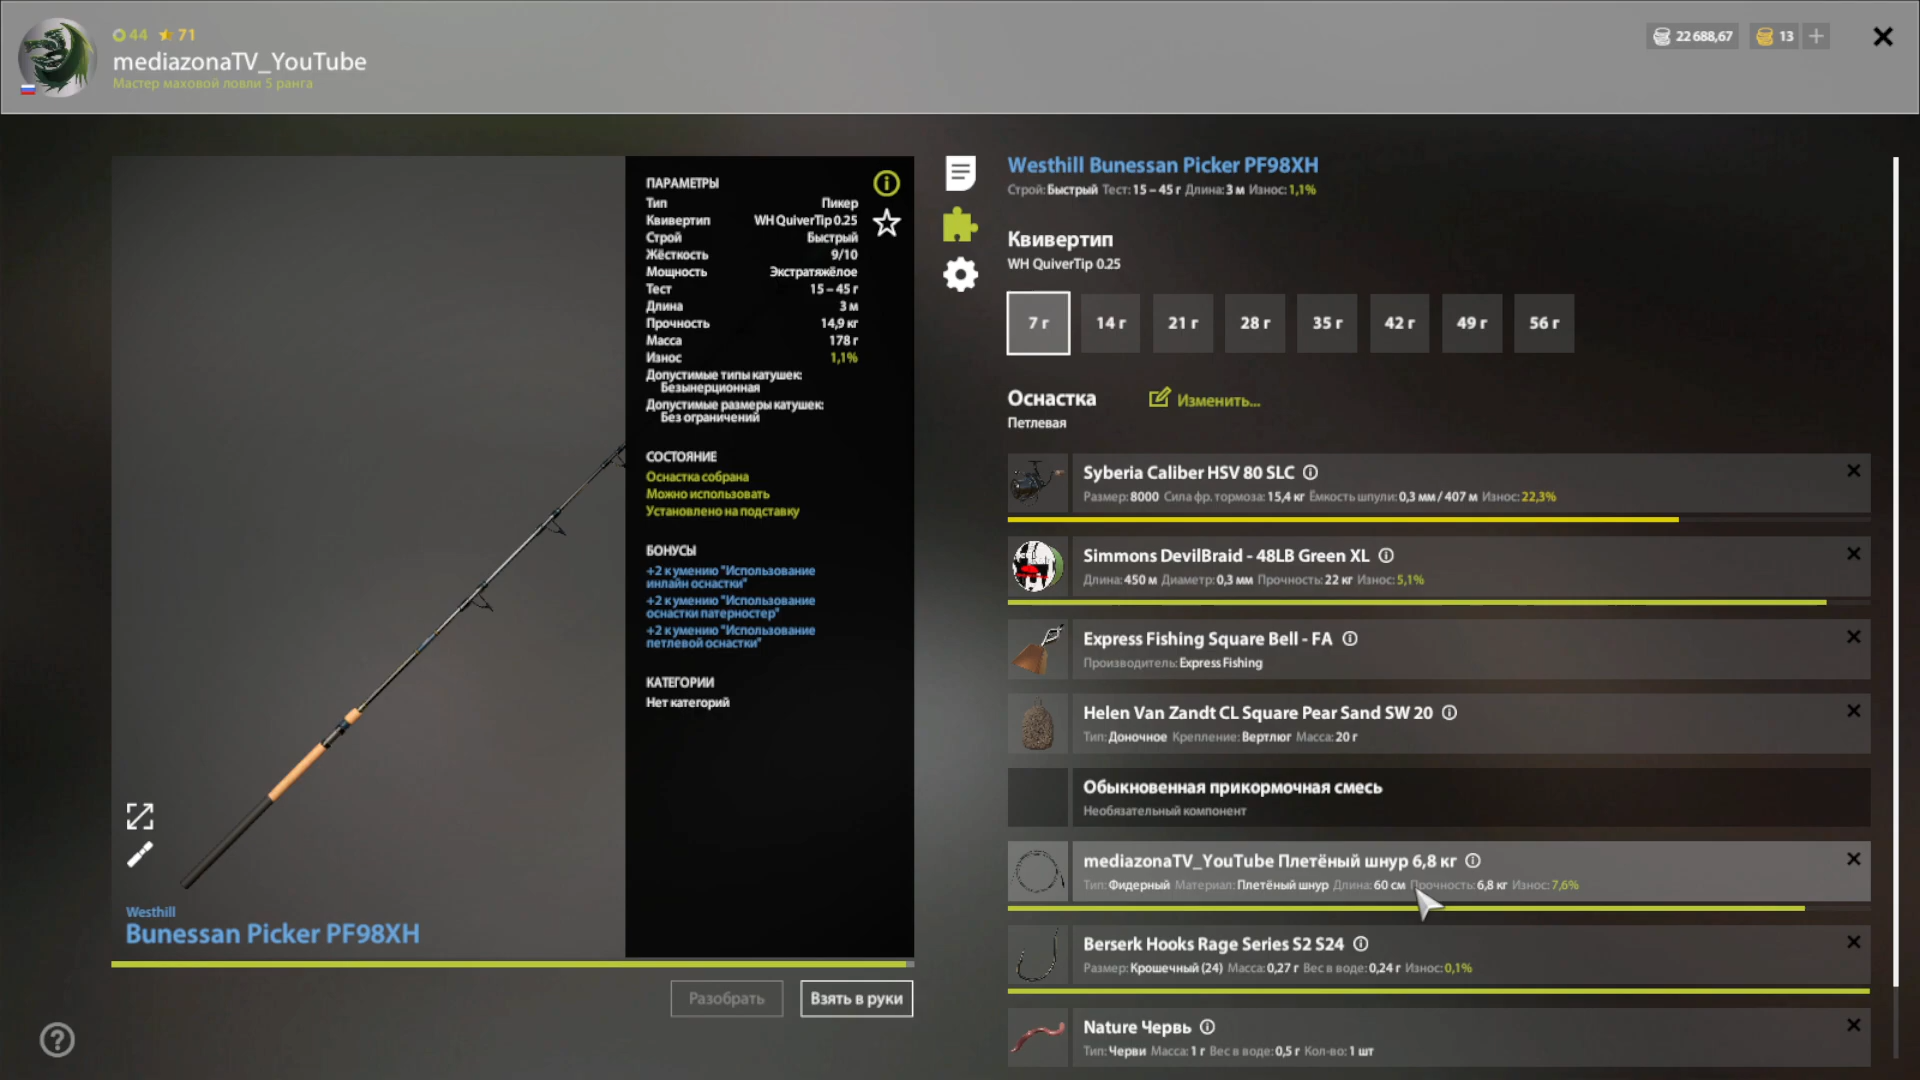 44 71
mediazonaTV_YouTube
Мастер маховой ловли 5 ранга
22 688,67
13
ПАРАМЕТРЫ
Тип Пикер
Квивертип WH QuiverTip 0.25
Строй Быстрый
Жёсткость 9/10
Мощность Экстратяжёлое
Тест 15 – 45 г
Длина 3 м
Прочность 14,9 кг
Масса 178 г
Износ 1,1%
Допустимые типы катушек:
Безынерционная
Допустимые размеры катушек:
Без ограничений
СОСТОЯНИЕ
Оснастка собрана
Можно использовать
Установлено на подставку
БОНУСЫ
+2 к умению "Использование
инлайн оснастки"
+2 к умению "Использование
оснастки патерностер"
+2 к умению "Использование
петлевой оснастки"
КАТЕГОРИИ
Нет категорий
Westhill
Bunessan Picker PF98XH
Разобрать
Взять в руки
Westhill Bunessan Picker PF98XH
Строй: Быстрый Тест: 15 – 45 г Длина: 3 м Износ: 1,1%
Квивертип
WH QuiverTip 0.25
7 г 14 г 21 г 28 г 35 г 42 г 49 г 56 г
Оснастка Изменить...
Петлевая
Syberia Caliber HSV 80 SLC
Размер: 8000 Сила фр. тормоза: 15,4 кг Ёмкость шпули: 0,3 мм / 407 м Износ: 22,3%
Simmons DevilBraid - 48LB Green XL
Длина: 450 м Диаметр: 0,3 мм Прочность: 22 кг Износ: 5,1%
Express Fishing Square Bell - FA
Производитель: Express Fishing
Helen Van Zandt CL Square Pear Sand SW 20
Тип: Доночное Крепление: Вертлюг Масса: 20 г
Обыкновенная прикормочная смесь
Необязательный компонент
mediazonaTV_YouTube Плетёный шнур 6,8 кг
Тип: Фидерный Материал: Плетёный шнур Длина: 60 см Прочность: 6,8 кг Износ: 7,6%
Berserk Hooks Rage Series S2 S24
Размер: Крошечный (24) Масса: 0,27 г Вес в воде: 0,24 г Износ: 0,1%
Nature Червь
Тип: Черви Масса: 1 г Вес в воде: 0,5 г Кол-во: 1 шт